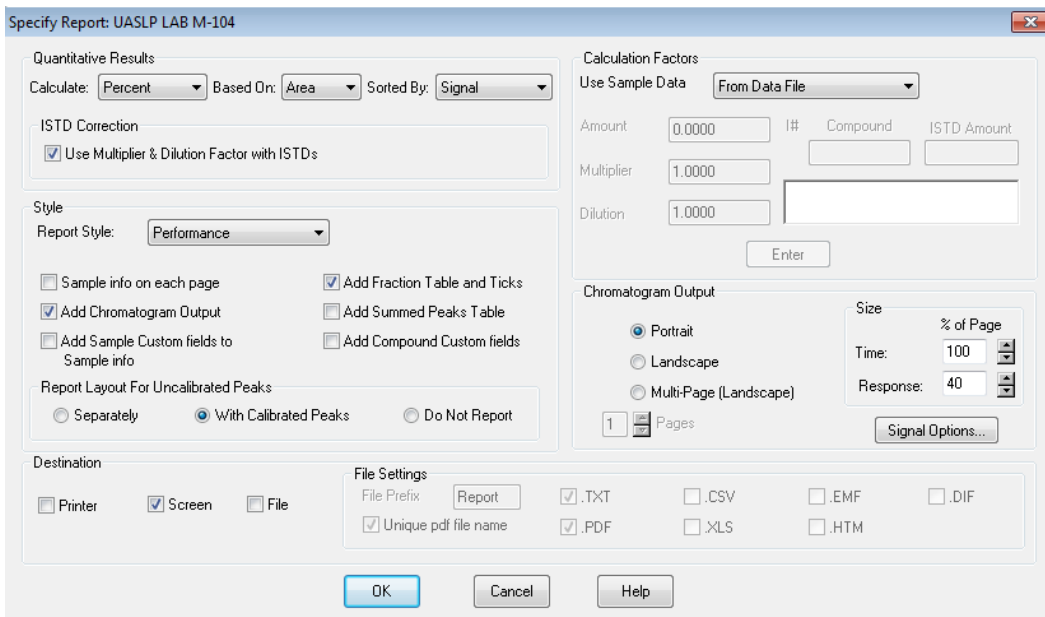 Specify Report: UASLP LAB M-104
Quantitative Results
Calculate: Percent Based On: Area Sorted By: Signal
ISTD Correction
Use Multiplier & Dilution Factor with ISTDs
Style
Report Style: Performance
Sample info on each page Add Fraction Table and Ticks
Add Chromatogram Output Add Summed Peaks Table
Add Sample Custom fields to Add Compound Custom fields
Sample info
Report Layout For Uncalibrated Peaks
Separately With Calibrated Peaks Do Not Report
Calculation Factors
Use Sample Data From Data File
Amount 0.0000 I# Compound ISTD Amount
Multiplier 1.0000
Dilution 1.0000
Enter
Chromatogram Output
Portrait
Landscape
Multi-Page (Landscape)
1 Pages
Size
% of Page
Time: 100
Response: 40
Signal Options...
Destination
Printer Screen File
File Settings
File Prefix Report .TXT .CSV .EMF .DIF
Unique pdf file name .PDF .XLS .HTM
OK Cancel Help